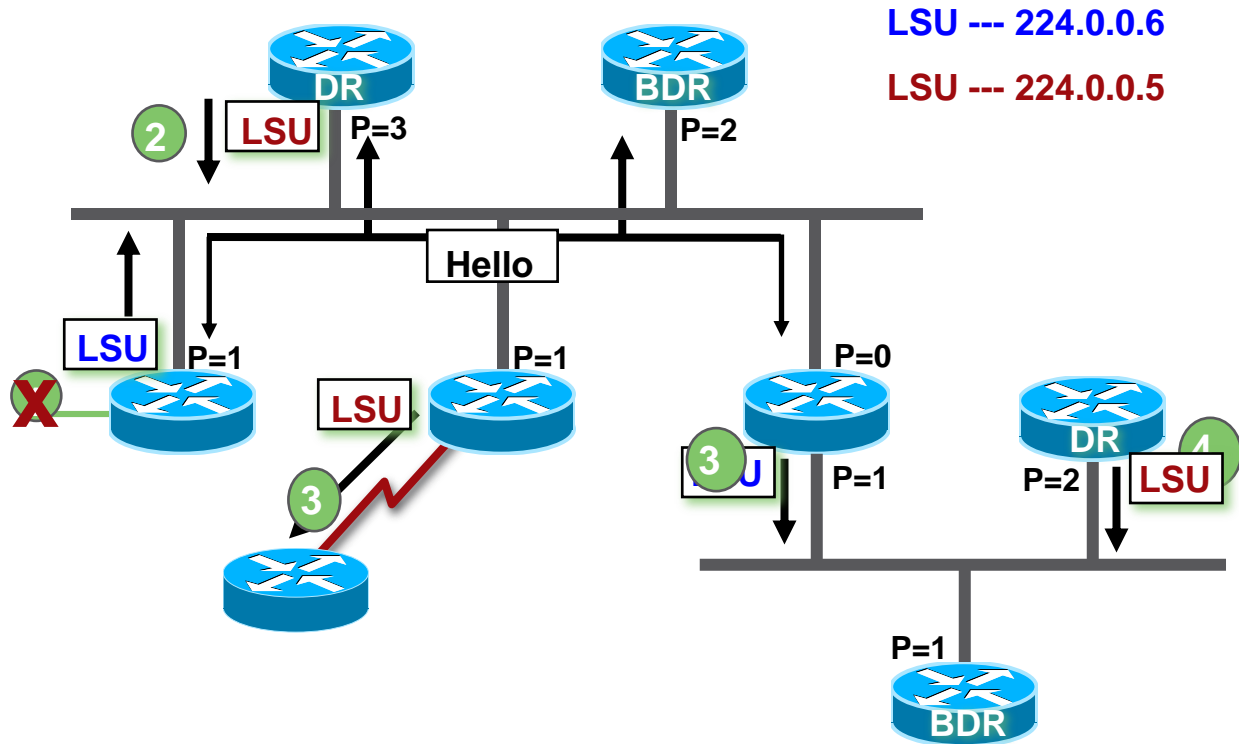 LSU --- 224.0.0.6
LSU --- 224.0.0.5
DR
BDR
2
LSU
P=3
P=2
Hello
LSU
P=1
P=1
P=0
X
LSU
3
3
U
P=1
DR
4
P=2
LSU
3
P=1
BDR